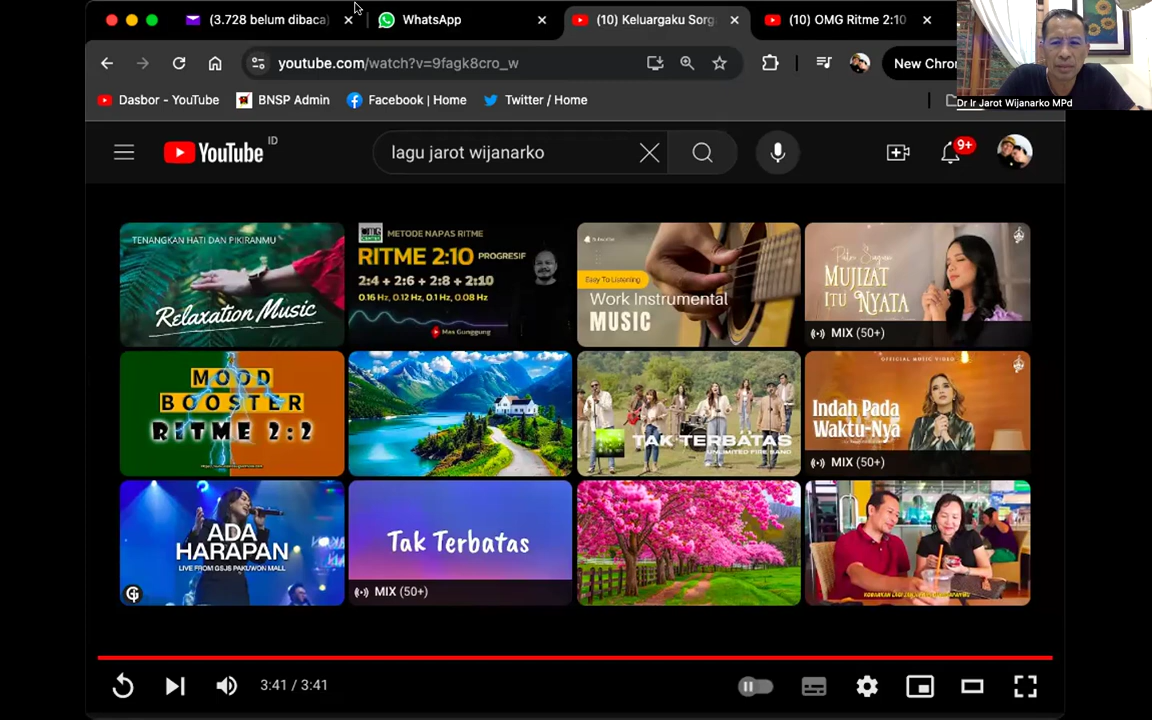 (3.728 belum dibaca)
WhatsApp
(10) Keluargaku Sorg
(10) OMG Ritme 2:10
youtube.com/watch?v=9fagk8cro_w
New Chro
Dasbor - YouTube
BNSP Admin
Facebook | Home
Twitter / Home
Dr Ir Jarot Wijanarko MPd
YouTube ID
lagu jarot wijanarko
9+
TENANGKAN HATI DAN PIKIRANMU
Relaxation Music
METODE NAPAS RITME
RITME 2:10 PROGRESIF
2:4 + 2:6 + 2:8 + 2:10
0.16 Hz, 0.12 Hz, 0.1 Hz, 0.08 Hz
Mas Gunggung
Easy To Listening
Work Instrumental
MUSIC
MUJIZAT
ITU NYATA
MIX (50+)
MOOD
BOOSTER
RITME 2:2
TAK TERBATAS
UNLIMITED FIRE BAND
OFFICIAL MUSIC VIDEO
Indah Pada
Waktu-Nya
MIX (50+)
ADA
HARAPAN
LIVE FROM GSJS PAKUWON MALL
Tak Terbatas
MIX (50+)
3:41 / 3:41